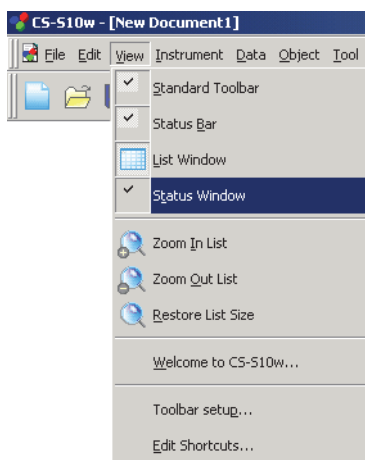 CS-S10w - [New Document1]
File Edit View Instrument Data Object Tool
Standard Toolbar
Status Bar
List Window
Status Window
Zoom In List
Zoom Out List
Restore List Size
Welcome to CS-S10w...
Toolbar setup...
Edit Shortcuts...